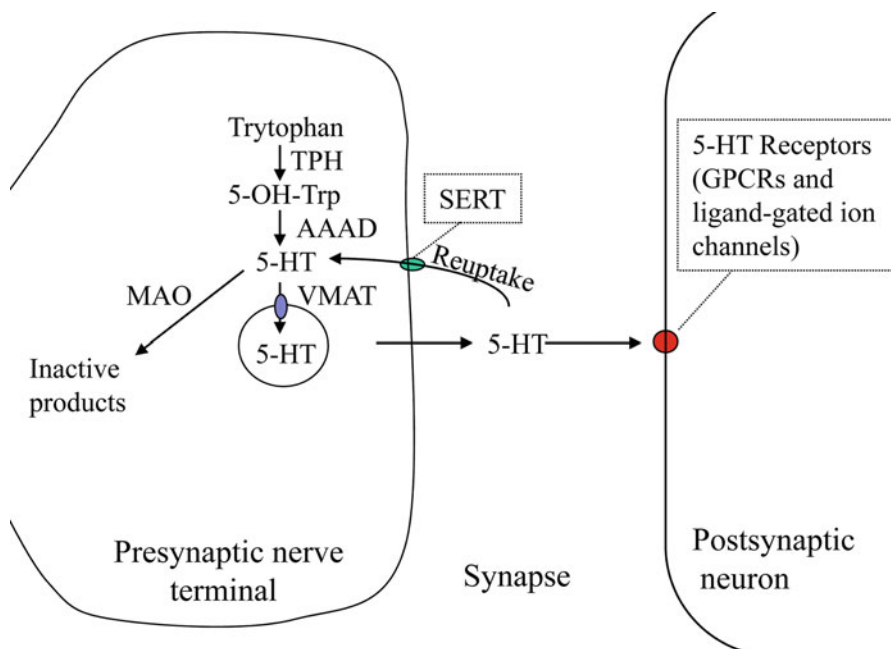 Trytophan
TPH
5-OH-Trp
AAAD
5-HT
MAO
VMAT
5-HT
Inactive
products
SERT
Reuptake
5-HT
5-HT Receptors
(GPCRs and
ligand-gated ion
channels)
Presynaptic nerve
terminal
Synapse
Postsynaptic
neuron